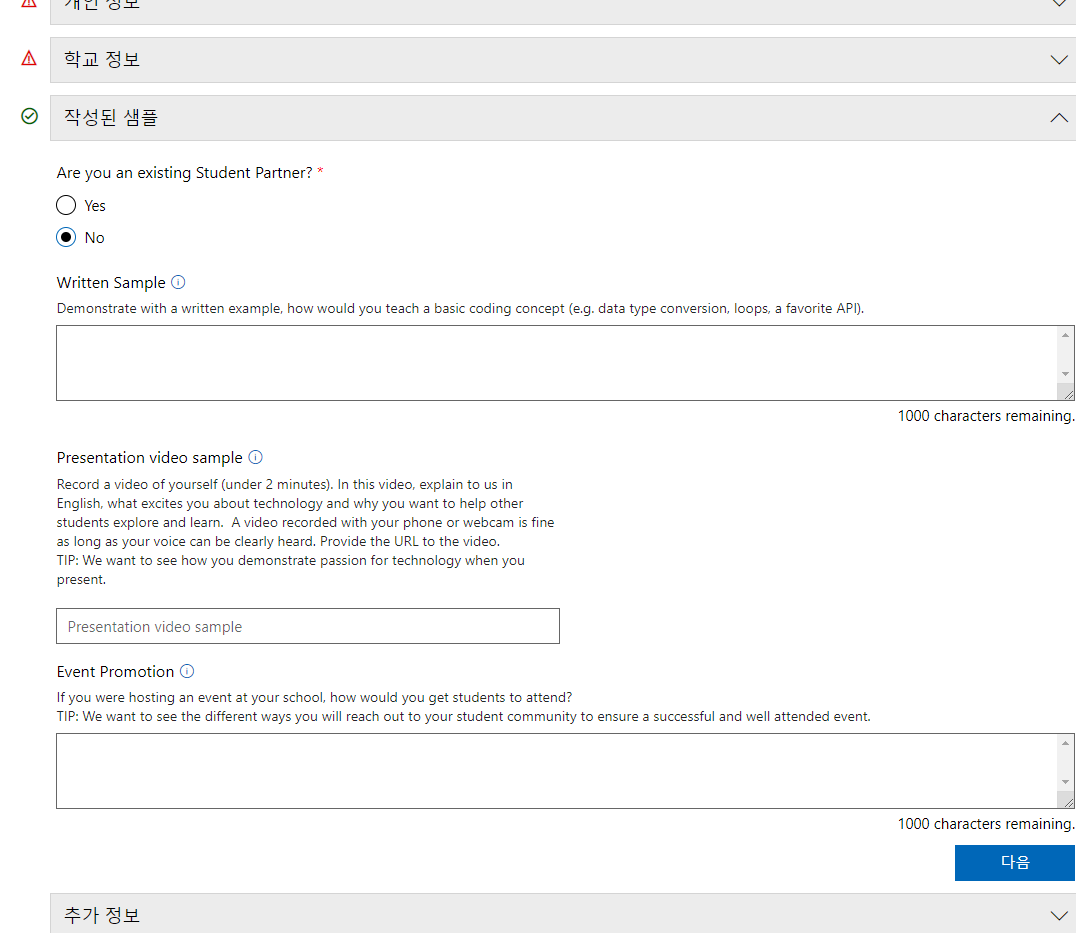 개인 정보
학교 정보
작성된 샘플
Are you an existing Student Partner? *
Yes
No
Written Sample
Demonstrate with a written example, how would you teach a basic coding concept (e.g. data type conversion, loops, a favorite API).
1000 characters remaining.
Presentation video sample
Record a video of yourself (under 2 minutes). In this video, explain to us in
English, what excites you about technology and why you want to help other
students explore and learn.  A video recorded with your phone or webcam is fine
as long as your voice can be clearly heard. Provide the URL to the video.
TIP: We want to see how you demonstrate passion for technology when you
present.
Presentation video sample
Event Promotion
If you were hosting an event at your school, how would you get students to attend?
TIP: We want to see the different ways you will reach out to your student community to ensure a successful and well attended event.
1000 characters remaining.
다음
추가 정보